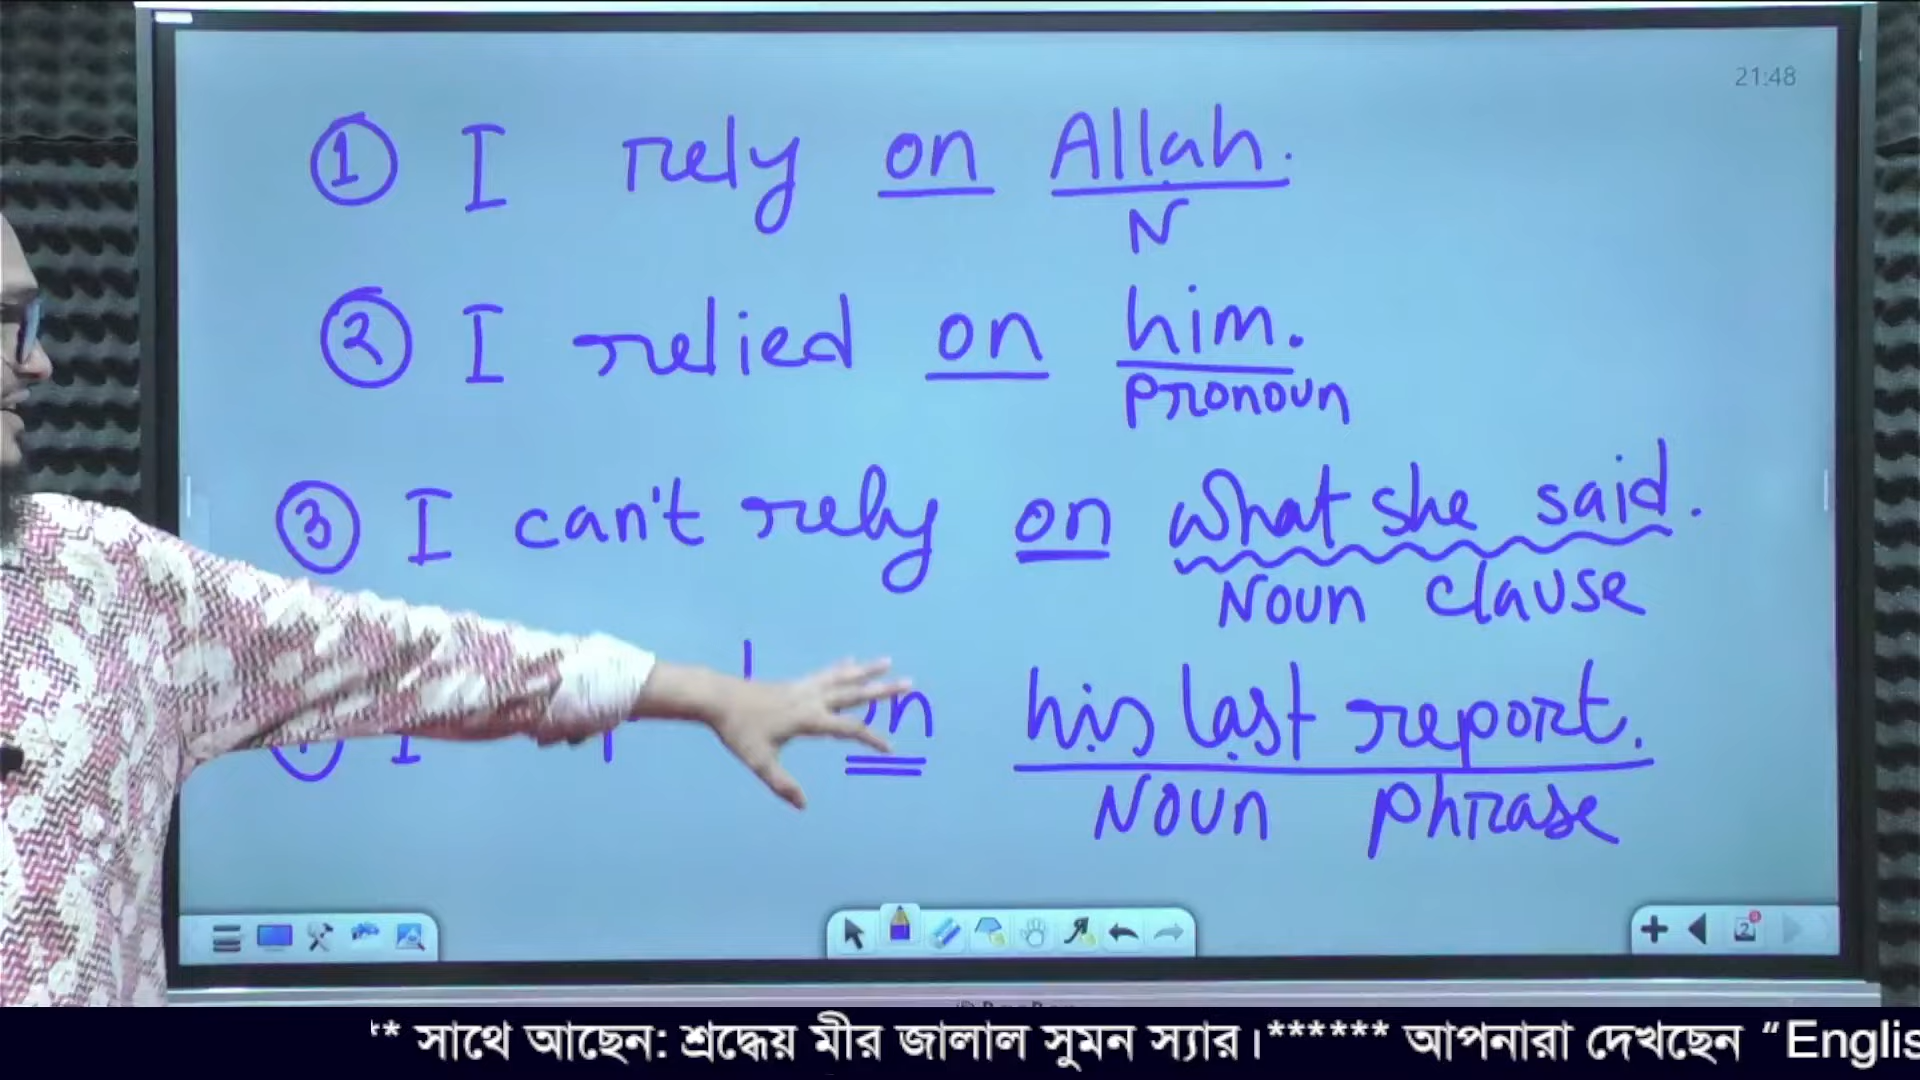 21:48
① I rely on Allah.
N
② I relied on him.
Pronoun
③ I can't rely on what she said.
Noun clause
I his last report.
Noun phrase
2
** সাথে আছেন: শ্রদ্ধেয় মীর জালাল সুমন স্যার।****** আপনারা দেখছেন “Englis